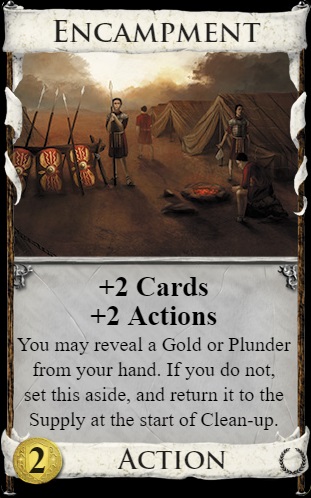 ENCAMPMENT
+2 Cards
+2 Actions
You may reveal a Gold or Plunder
from your hand. If you do not,
set this aside, and return it to the
Supply at the start of Clean-up.
2
ACTION